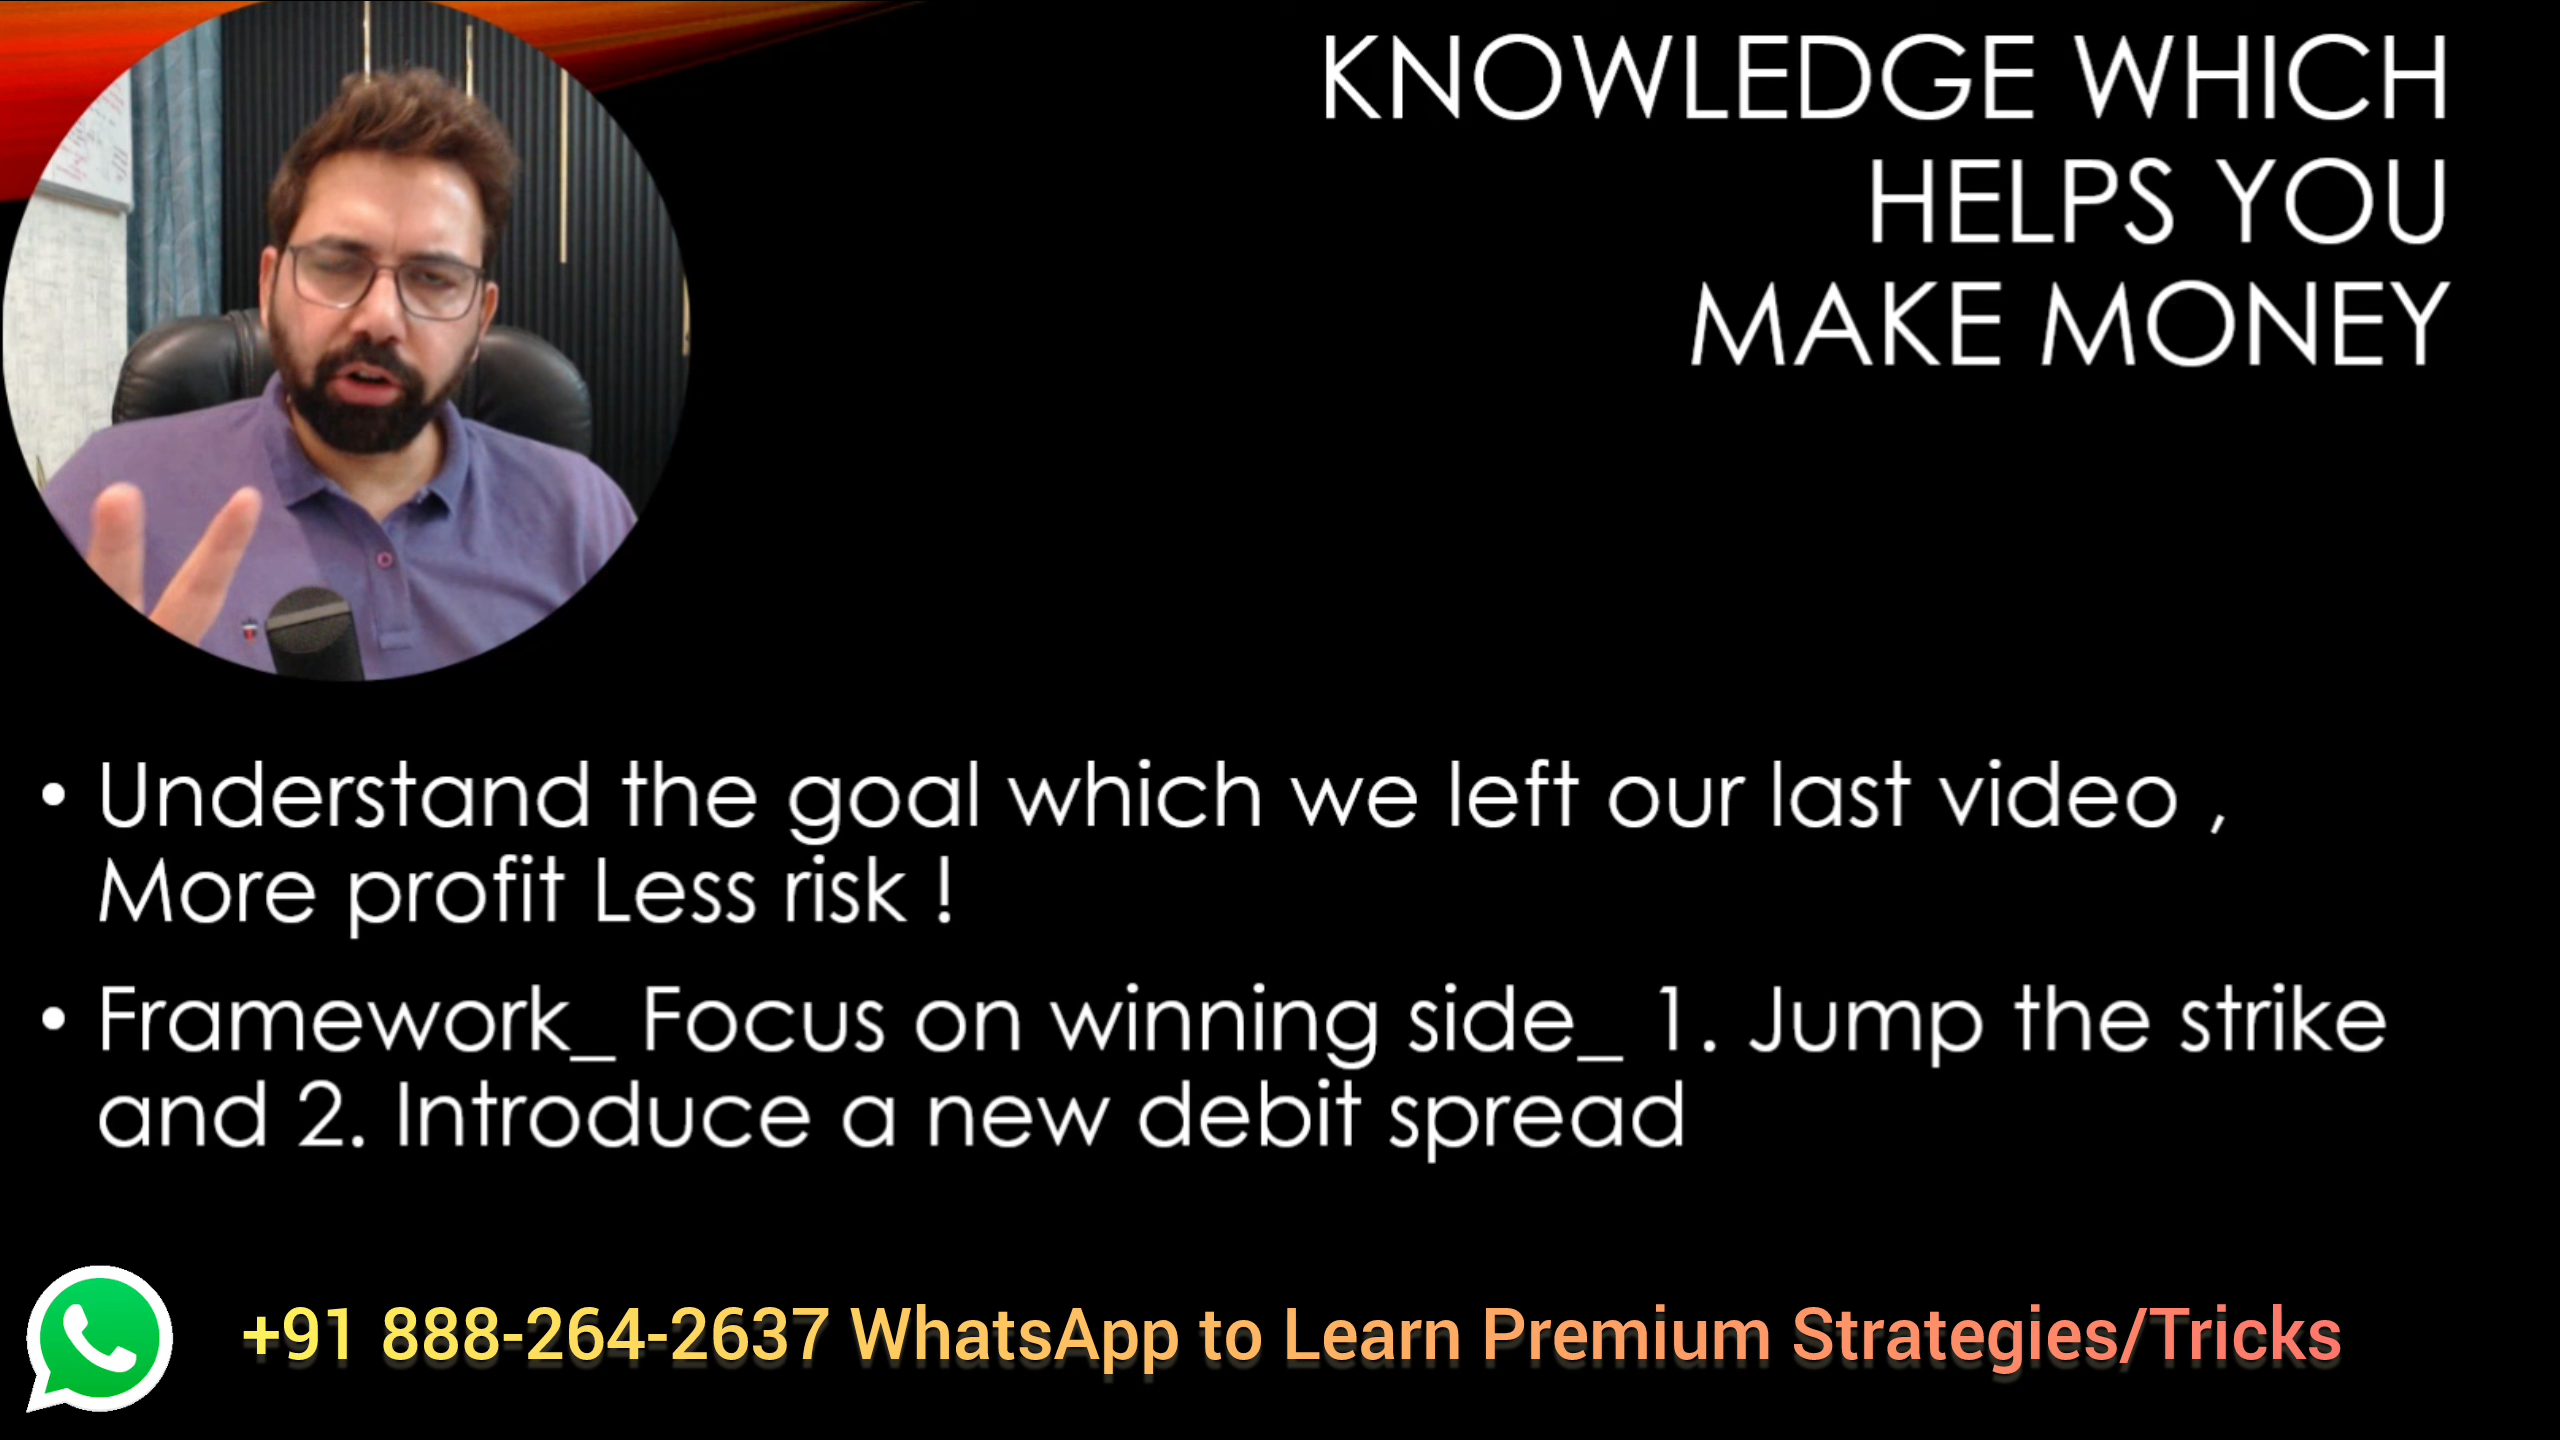 KNOWLEDGE WHICH
HELPS YOU
MAKE MONEY
• Understand the goal which we left our last video ,
More profit Less risk !
• Framework_ Focus on winning side_ 1. Jump the strike
and 2. Introduce a new debit spread
+91 888-264-2637 WhatsApp to Learn Premium Strategies/Tricks